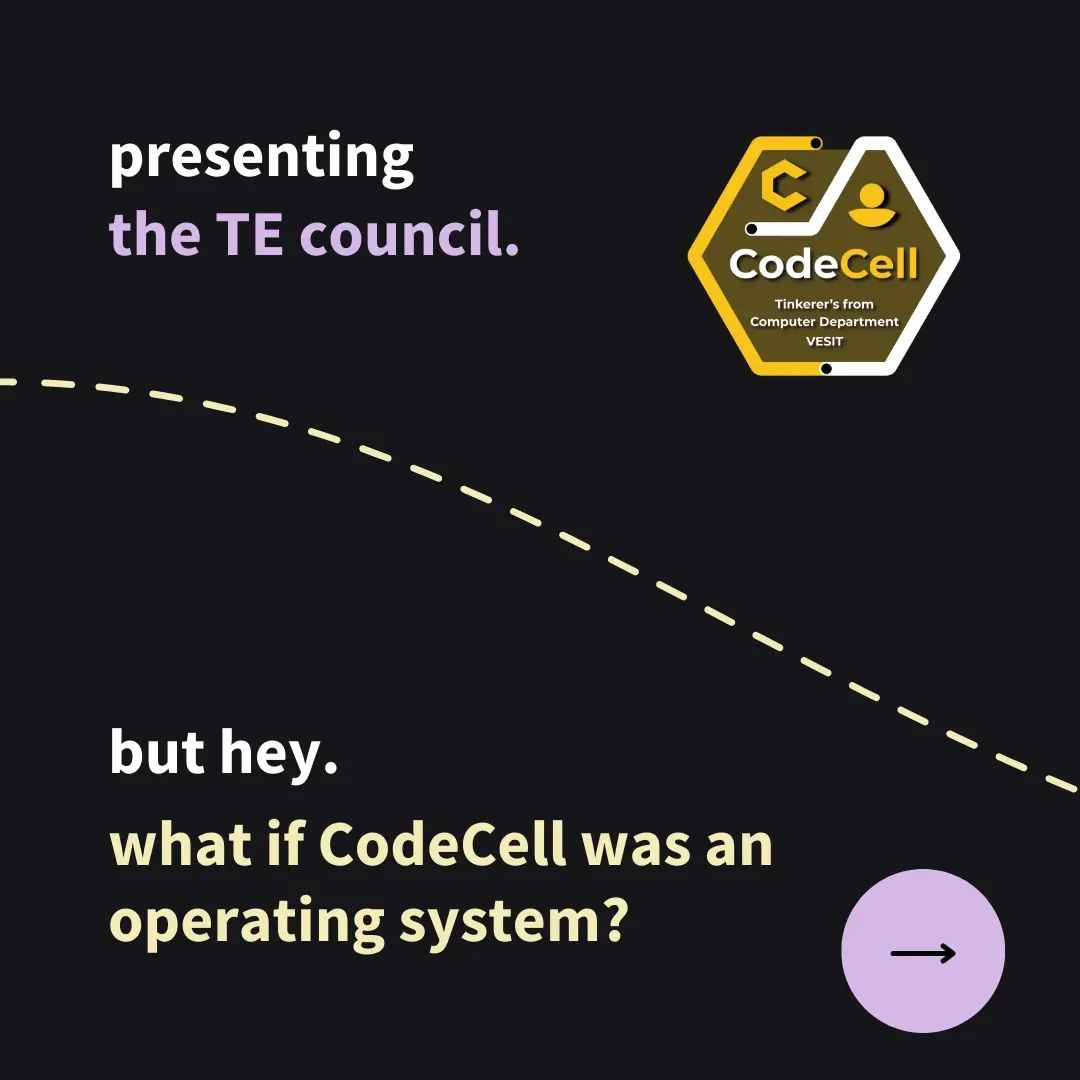 presenting
the TE council.
CodeCell
Tinkerer's from
Computer Department
VESIT
but hey.
what if CodeCell was an
operating system?